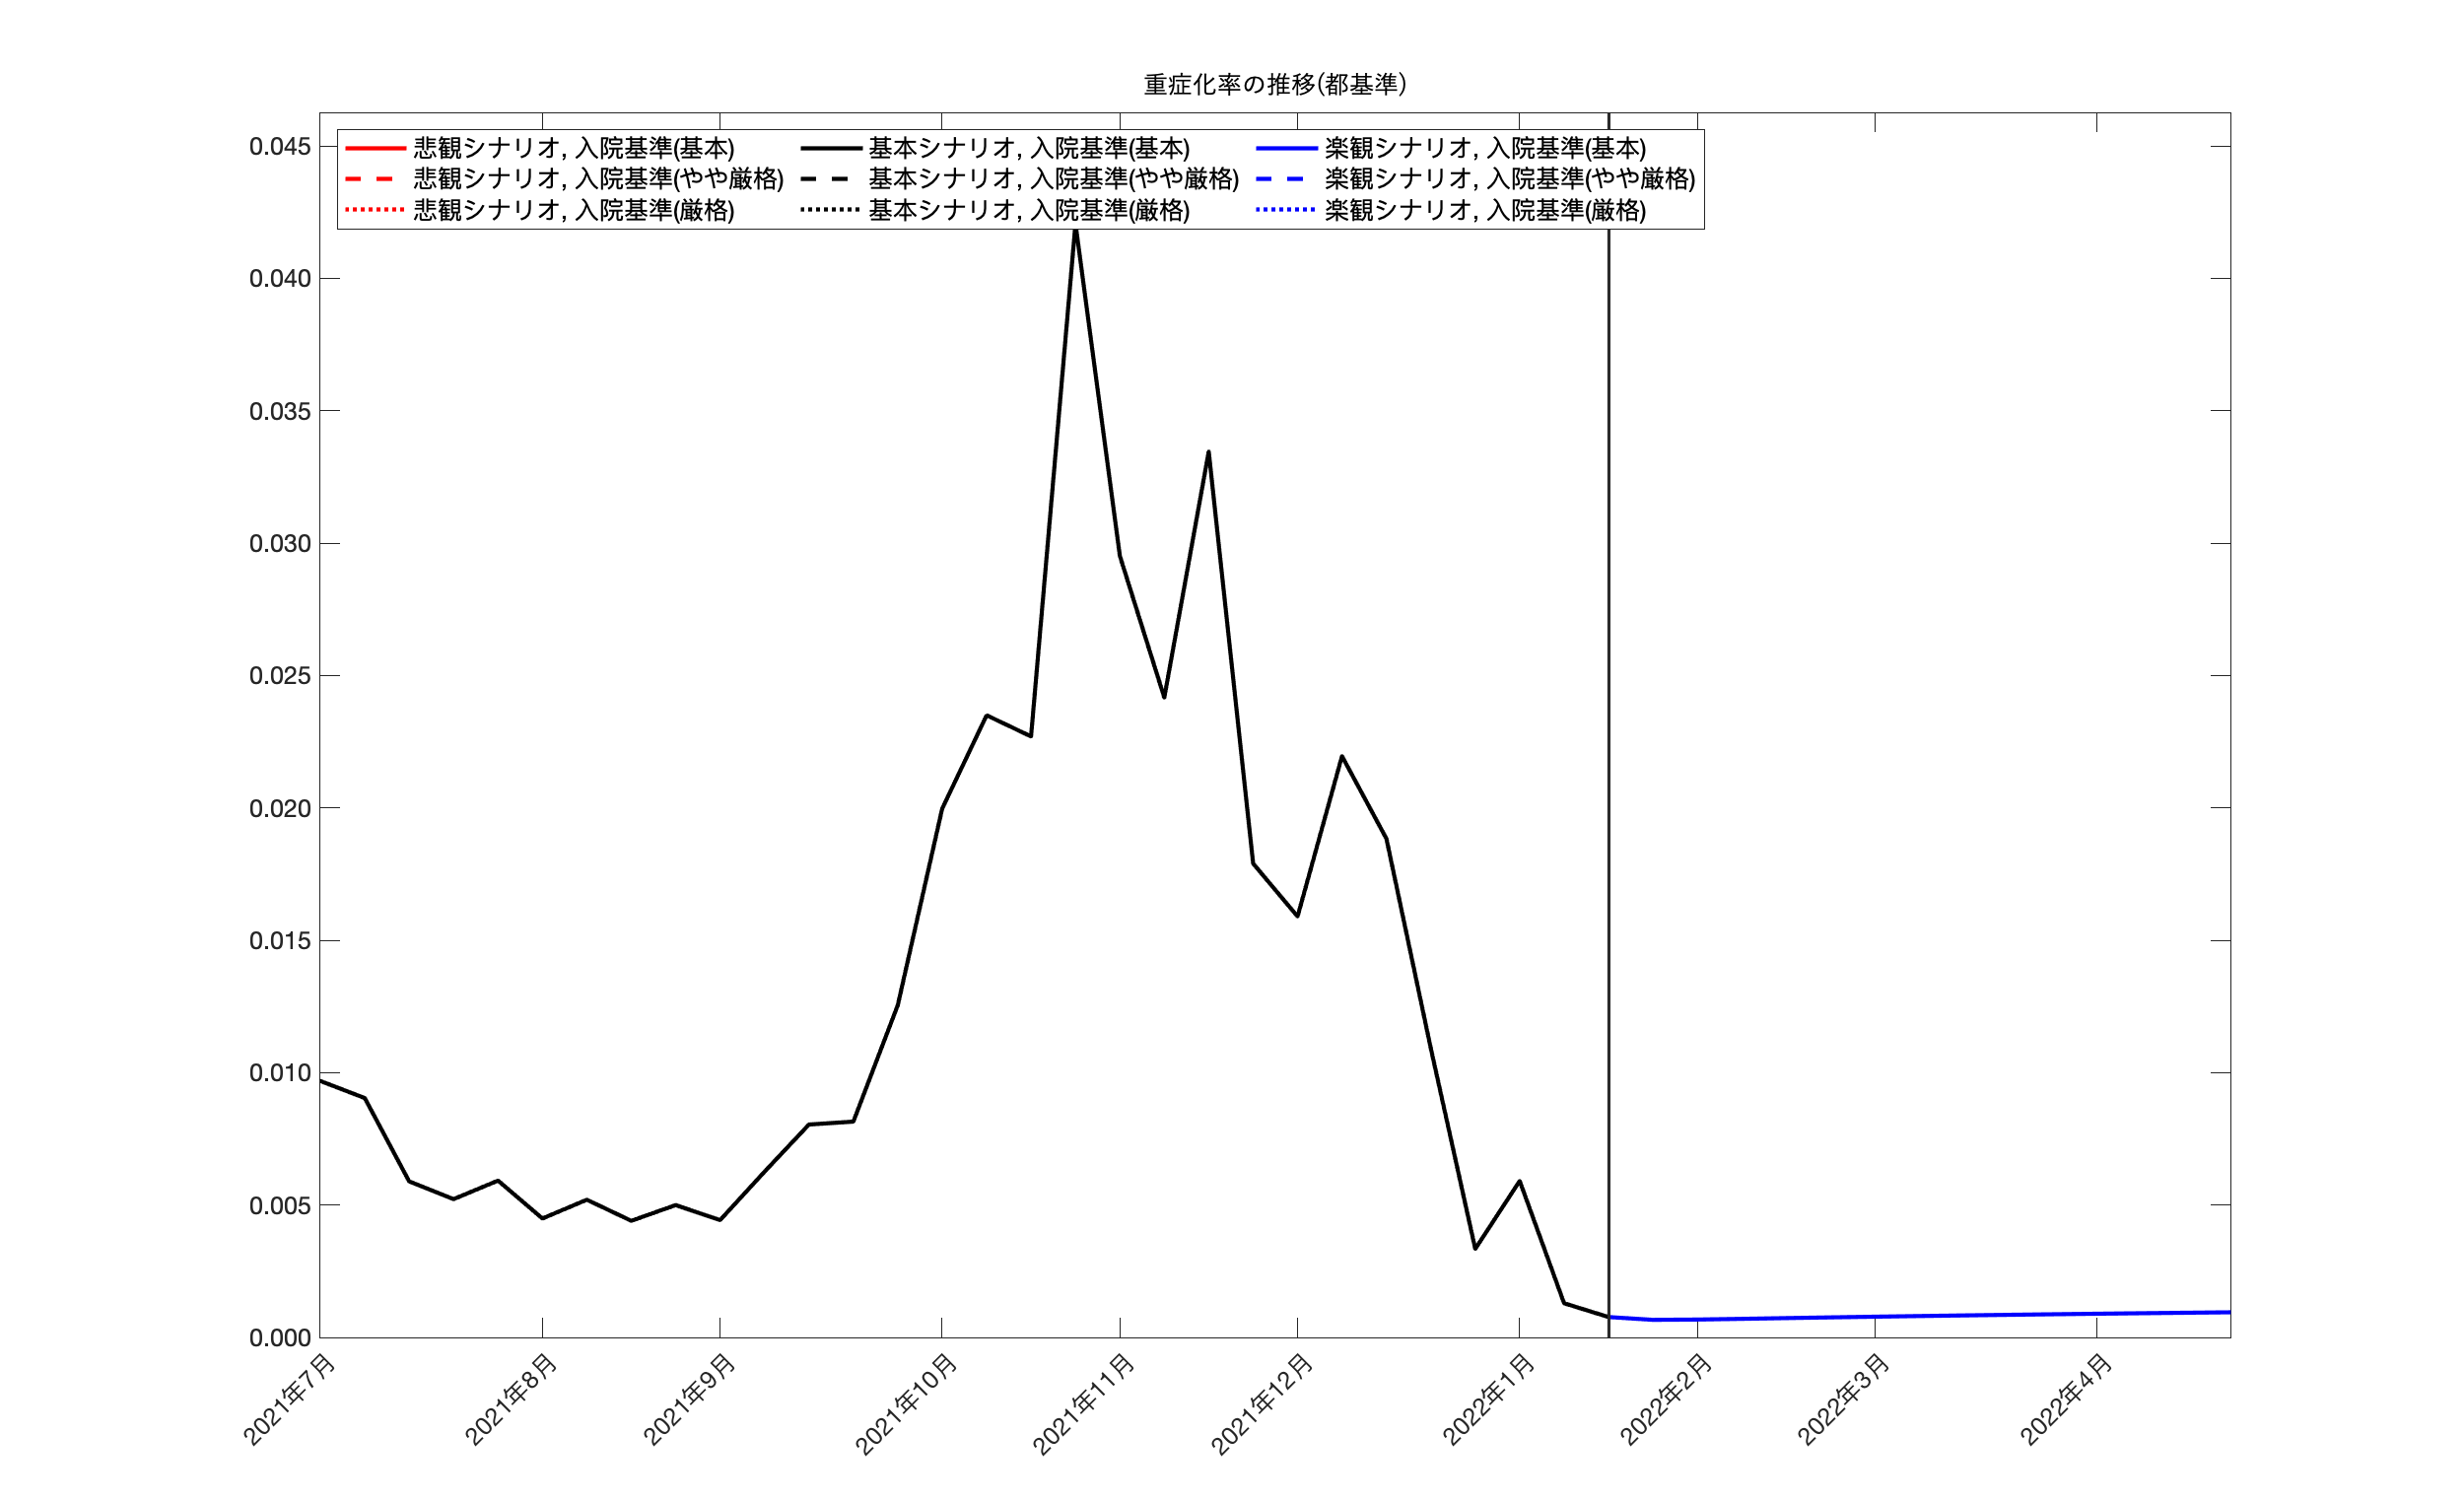 重症化率の推移(都基準)
悲観シナリオ, 入院基準(基本)
悲観シナリオ, 入院基準(やや厳格)
悲観シナリオ, 入院基準(厳格)
基本シナリオ, 入院基準(基本)
基本シナリオ, 入院基準(やや厳格)
基本シナリオ, 入院基準(厳格)
楽観シナリオ, 入院基準(基本)
楽観シナリオ, 入院基準(やや厳格)
楽観シナリオ, 入院基準(厳格)
0.045
0.040
0.035
0.030
0.025
0.020
0.015
0.010
0.005
0.000
2021年7月
2021年8月
2021年9月
2021年10月
2021年11月
2021年12月
2022年1月
2022年2月
2022年3月
2022年4月